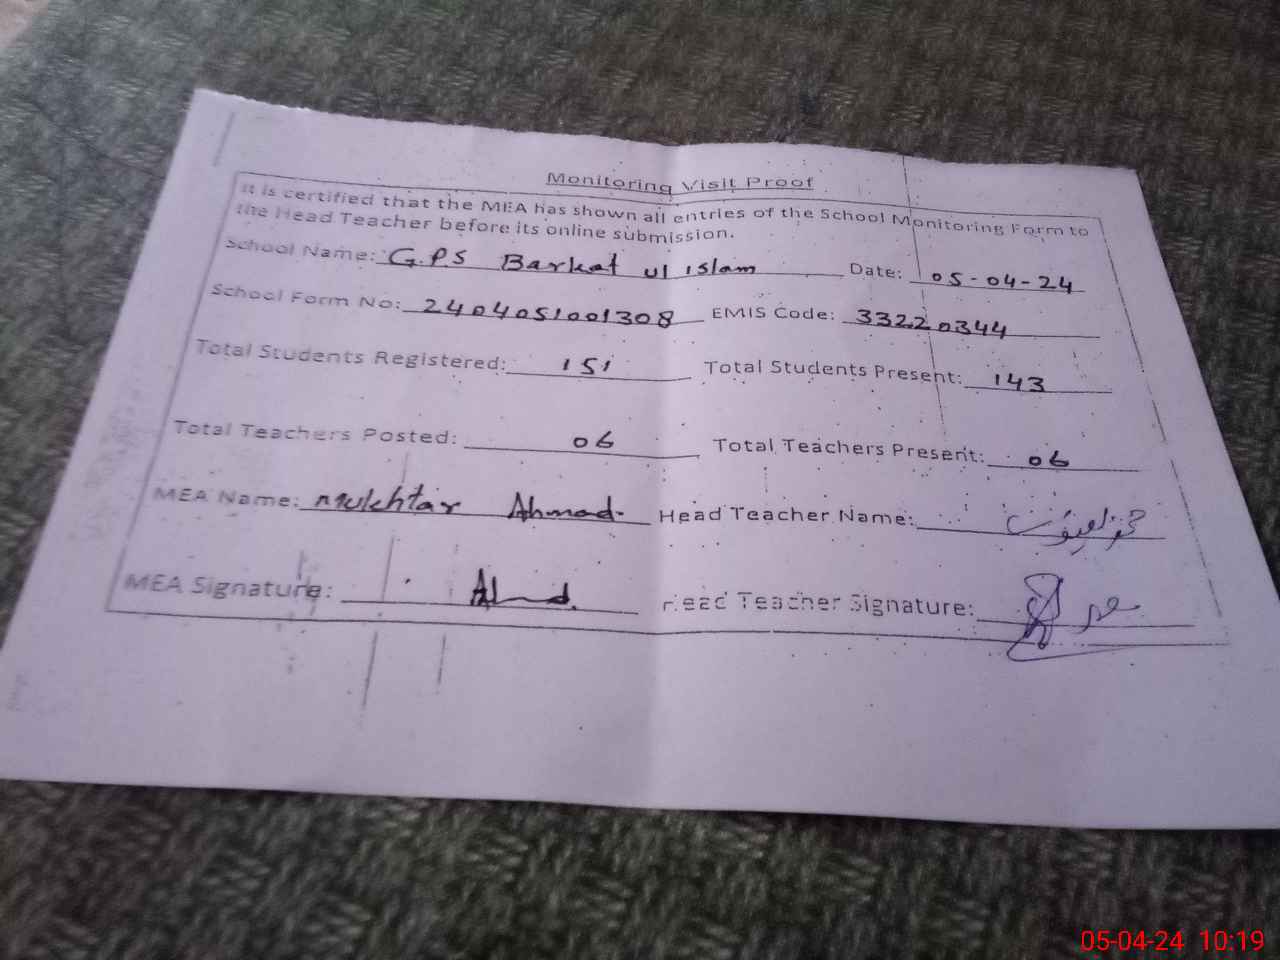 Monitoring Visit Proof
It is certified that the MEA has shown all entries of the School Monitoring Form to
the Head Teacher before its online submission.
School Name: G.P.S Barkat ul islam Date: 05-04-24
School Form No: 2404051001308 EMIS Code: 33220344
Total Students Registered: 151 Total Students Present: 143
Total Teachers Posted: 06 Total Teachers Present: 06
MEA Name: Mukhtar Ahmad Head Teacher Name:
MEA Signature: Ahmd. Head Teacher Signature:
05-04-24 10:19